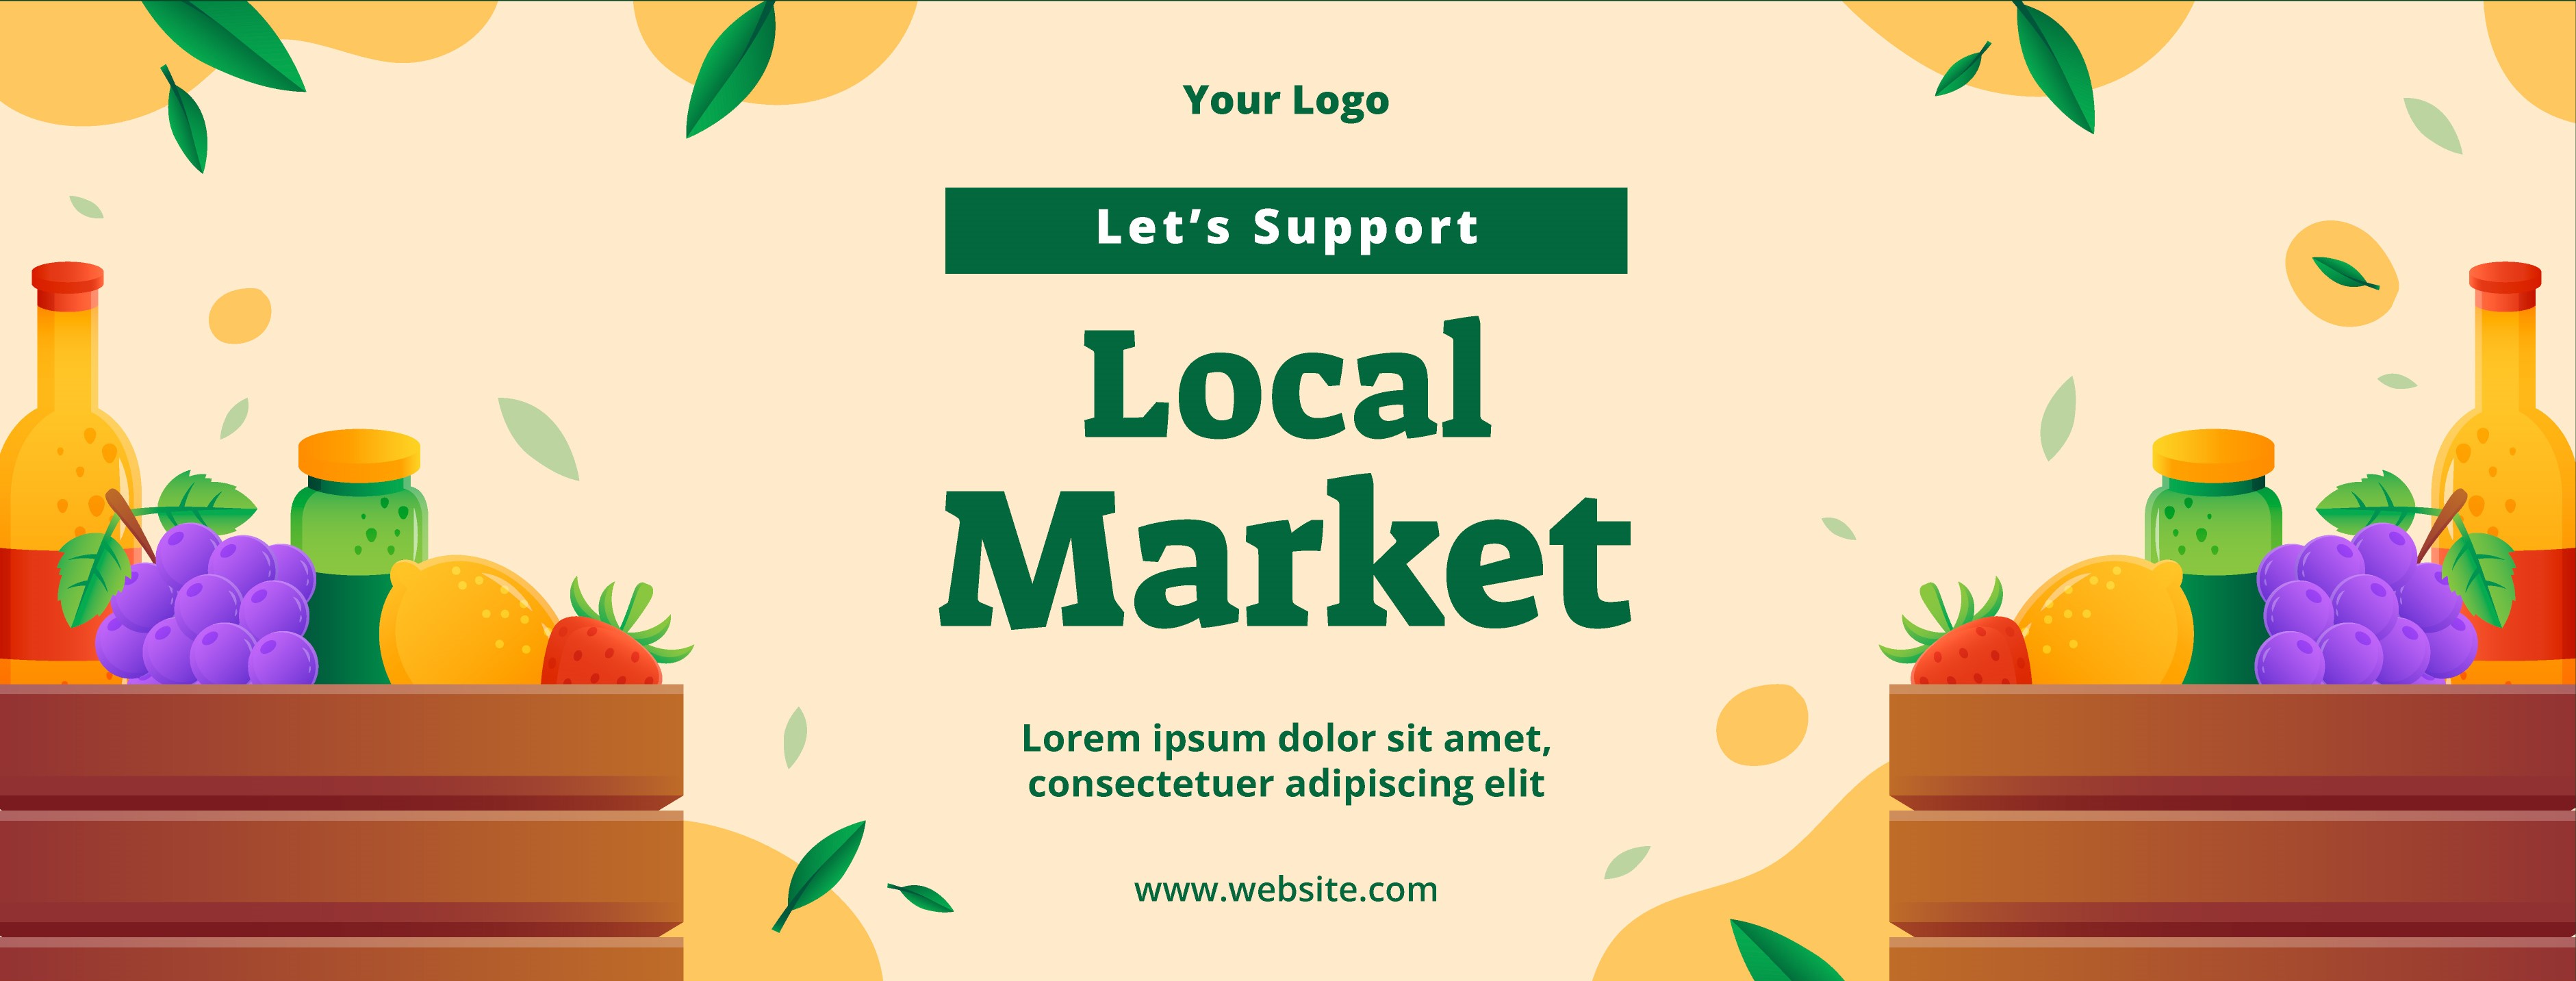 Your Logo
Let’s Support
Local
Market
Lorem ipsum dolor sit amet,
consectetuer adipiscing elit
www.website.com